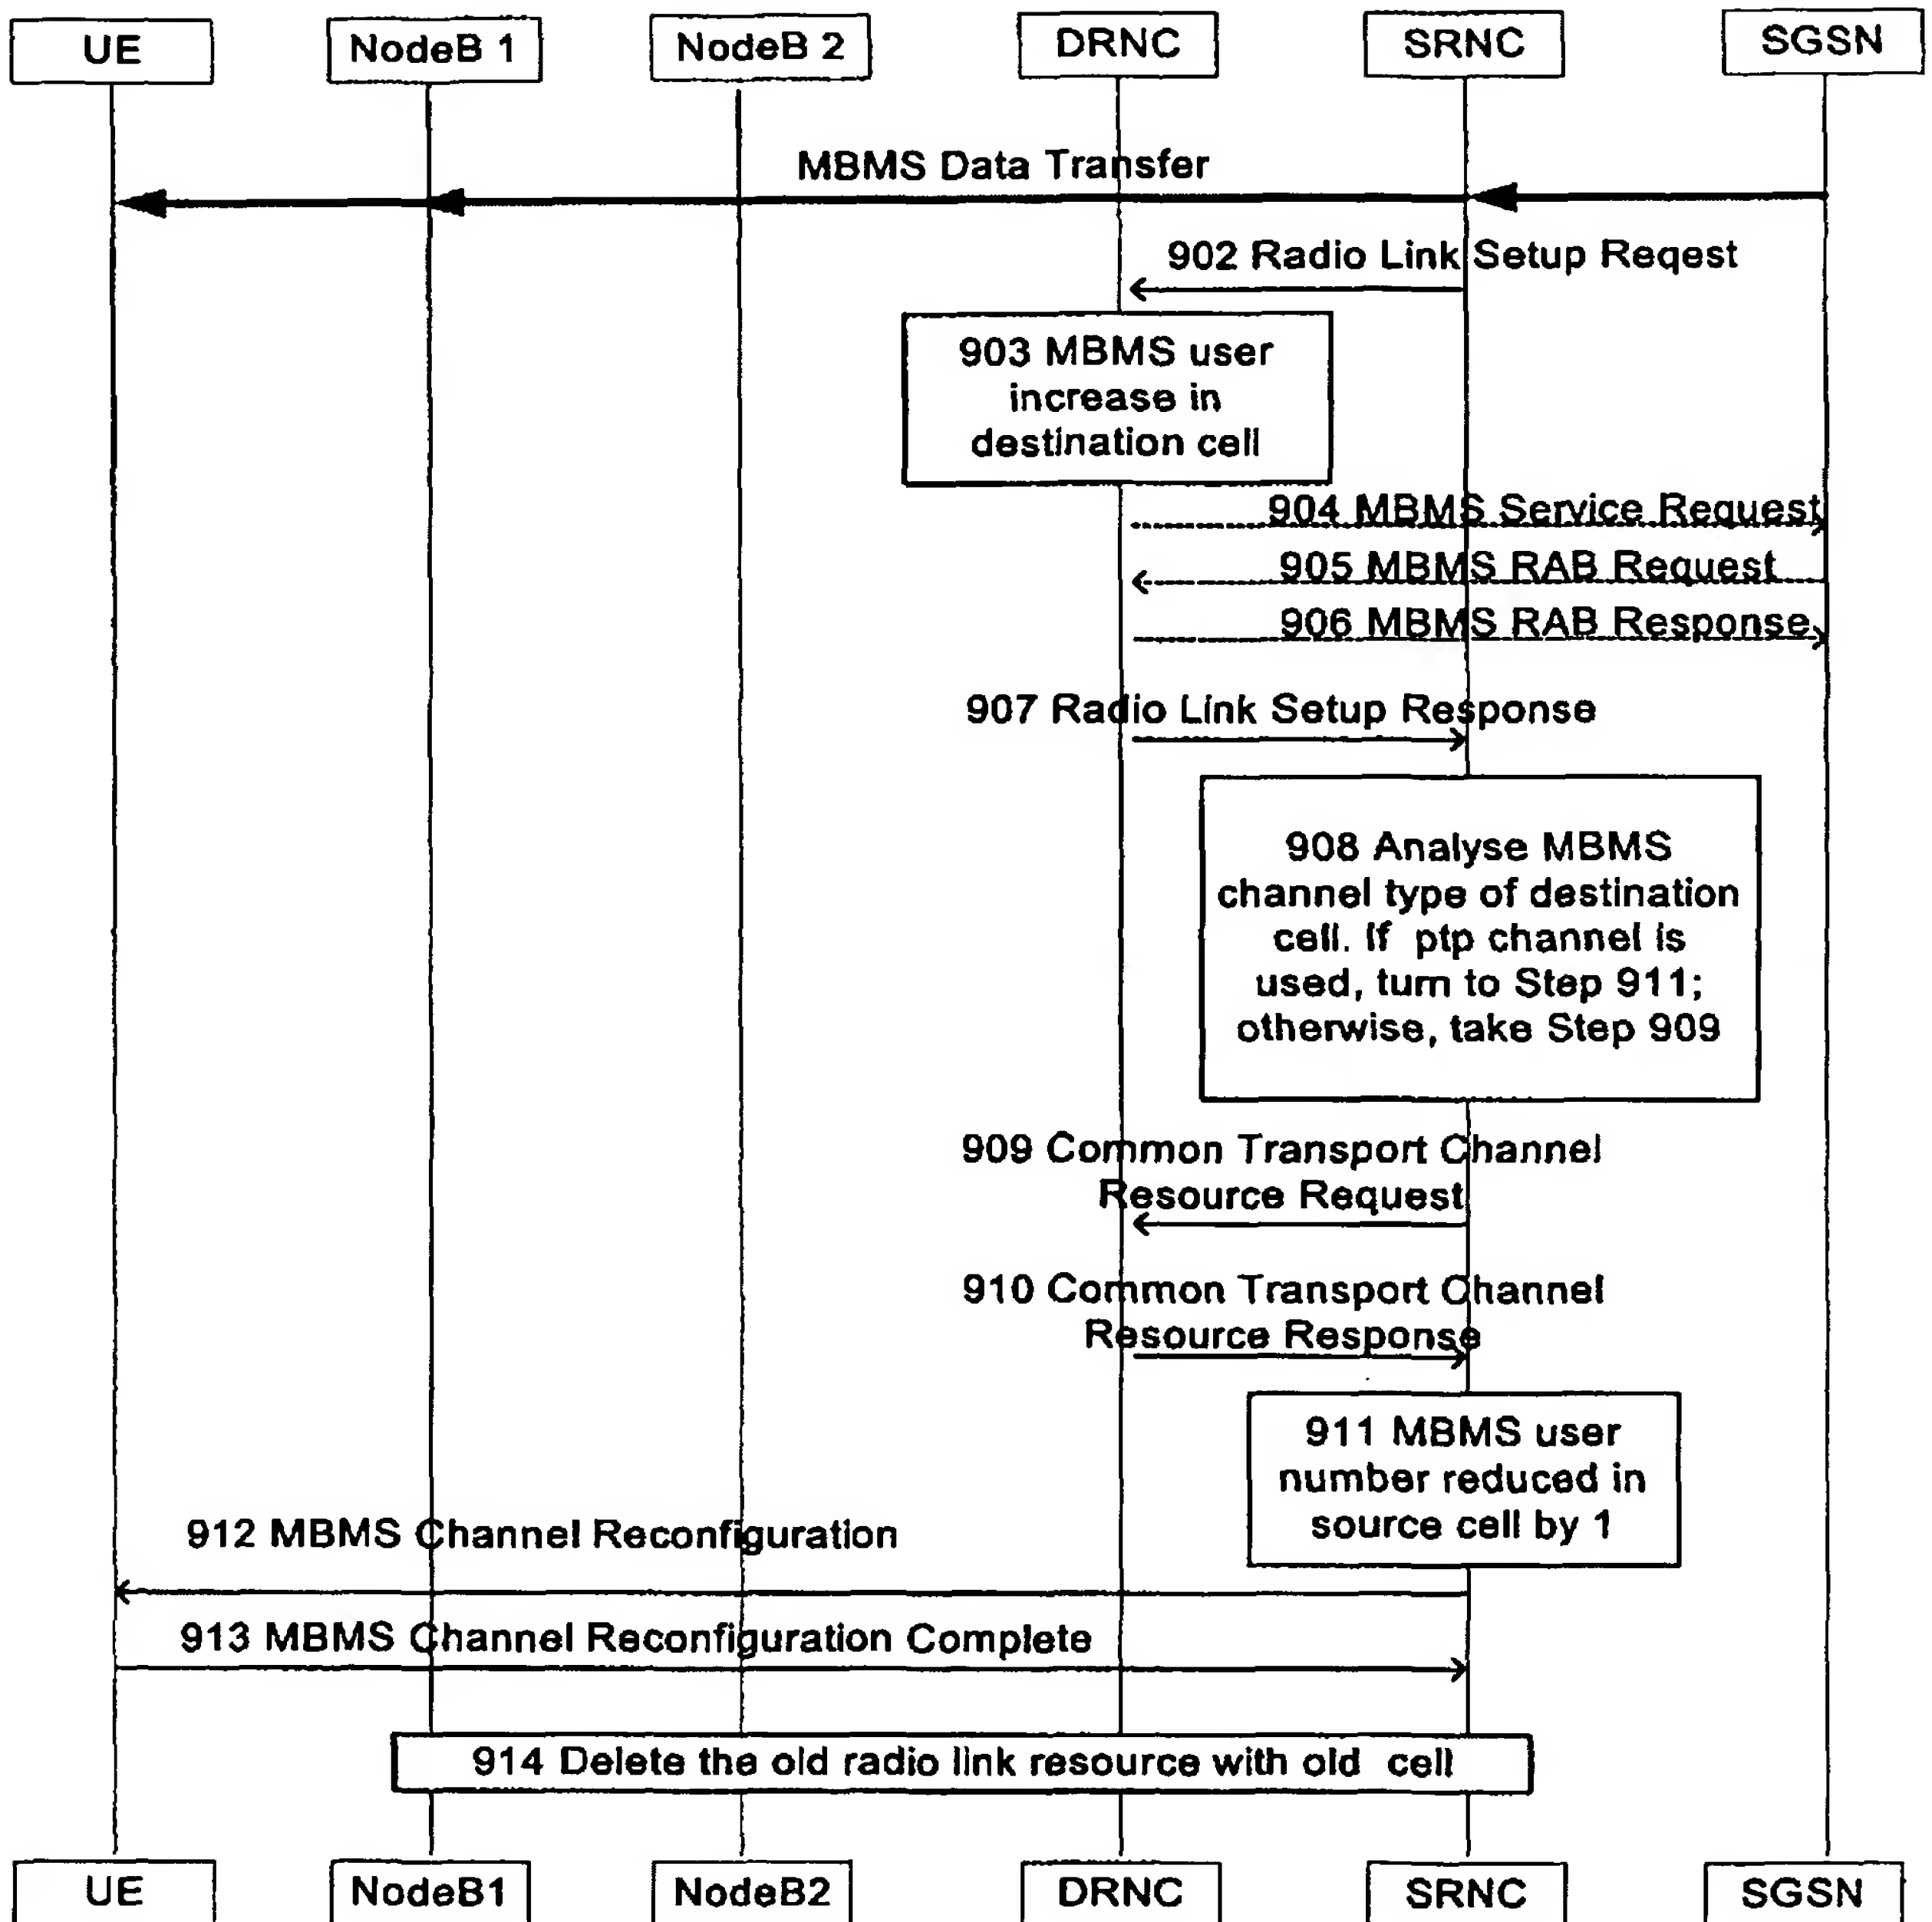 UE
NodeB 1
NodeB 2
DRNC
SRNC
SGSN
MBMS Data Transfer
902 Radio Link Setup Reqest
903 MBMS user
increase in
destination cell
904 MBMS Service Request
905 MBMS RAB Request
906 MBMS RAB Response
907 Radio Link Setup Response
908 Analyse MBMS
channel type of destination
cell. If ptp channel is
used, turn to Step 911;
otherwise, take Step 909
909 Common Transport Channel
Resource Request
910 Common Transport Channel
Resource Response
911 MBMS user
number reduced in
source cell by 1
912 MBMS Channel Reconfiguration
913 MBMS Channel Reconfiguration Complete
914 Delete the old radio link resource with old cell
UE
NodeB1
NodeB2
DRNC
SRNC
SGSN